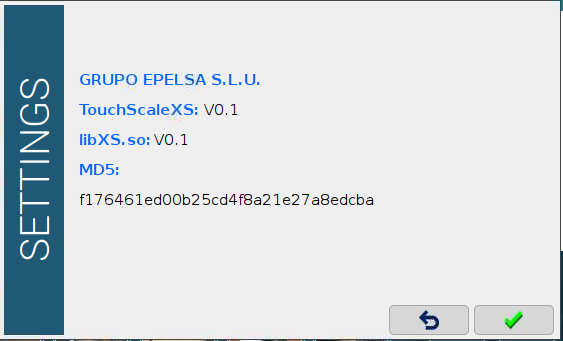 SETTINGS
GRUPO EPELSA S.L.U.
TouchScaleXS: V0.1
libXS.so: V0.1
MD5:
f176461ed00b25cd4f8a21e27a8edcba